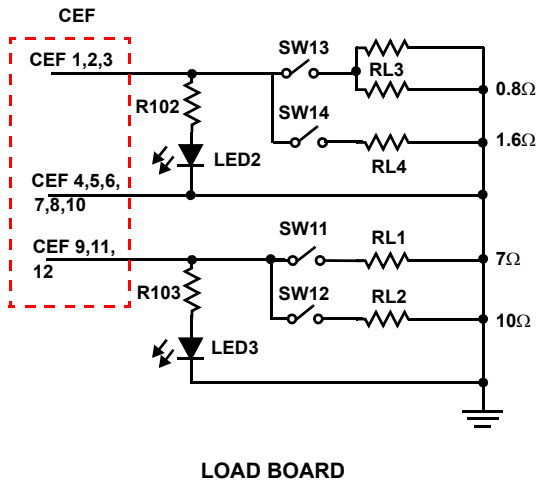 CEF
CEF 1,2,3
SW13
RL3
R102
0.8Ω
SW14
1.6Ω
LED2
RL4
CEF 4,5,6,
7,8,10
SW11
RL1
CEF 9,11,
12
7Ω
R103
SW12
RL2
10Ω
LED3
LOAD BOARD